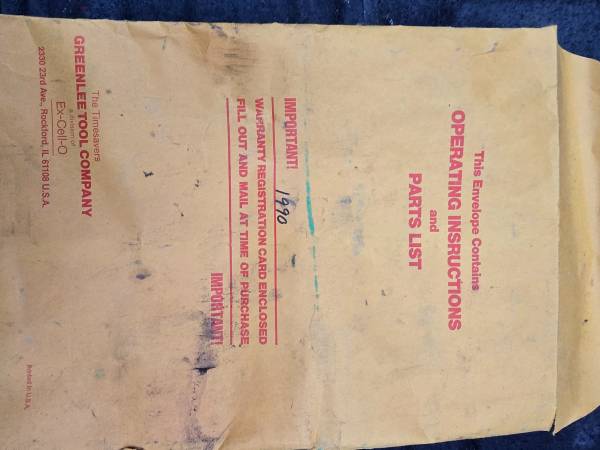 This Envelope Contains
OPERATING INSRUCTIONS
and
PARTS LIST
IMPORTANT!
1990
WARRANTY REGISTRATION CARD ENCLOSED
FILL OUT AND MAIL AT TIME OF PURCHASE
IMPORTANT!
The Timesavers
GREENLEE TOOL COMPANY
a division of
Ex-Cell-O
2330 23rd Ave., Rockford, IL 61108 U.S.A.
Printed in U.S.A.